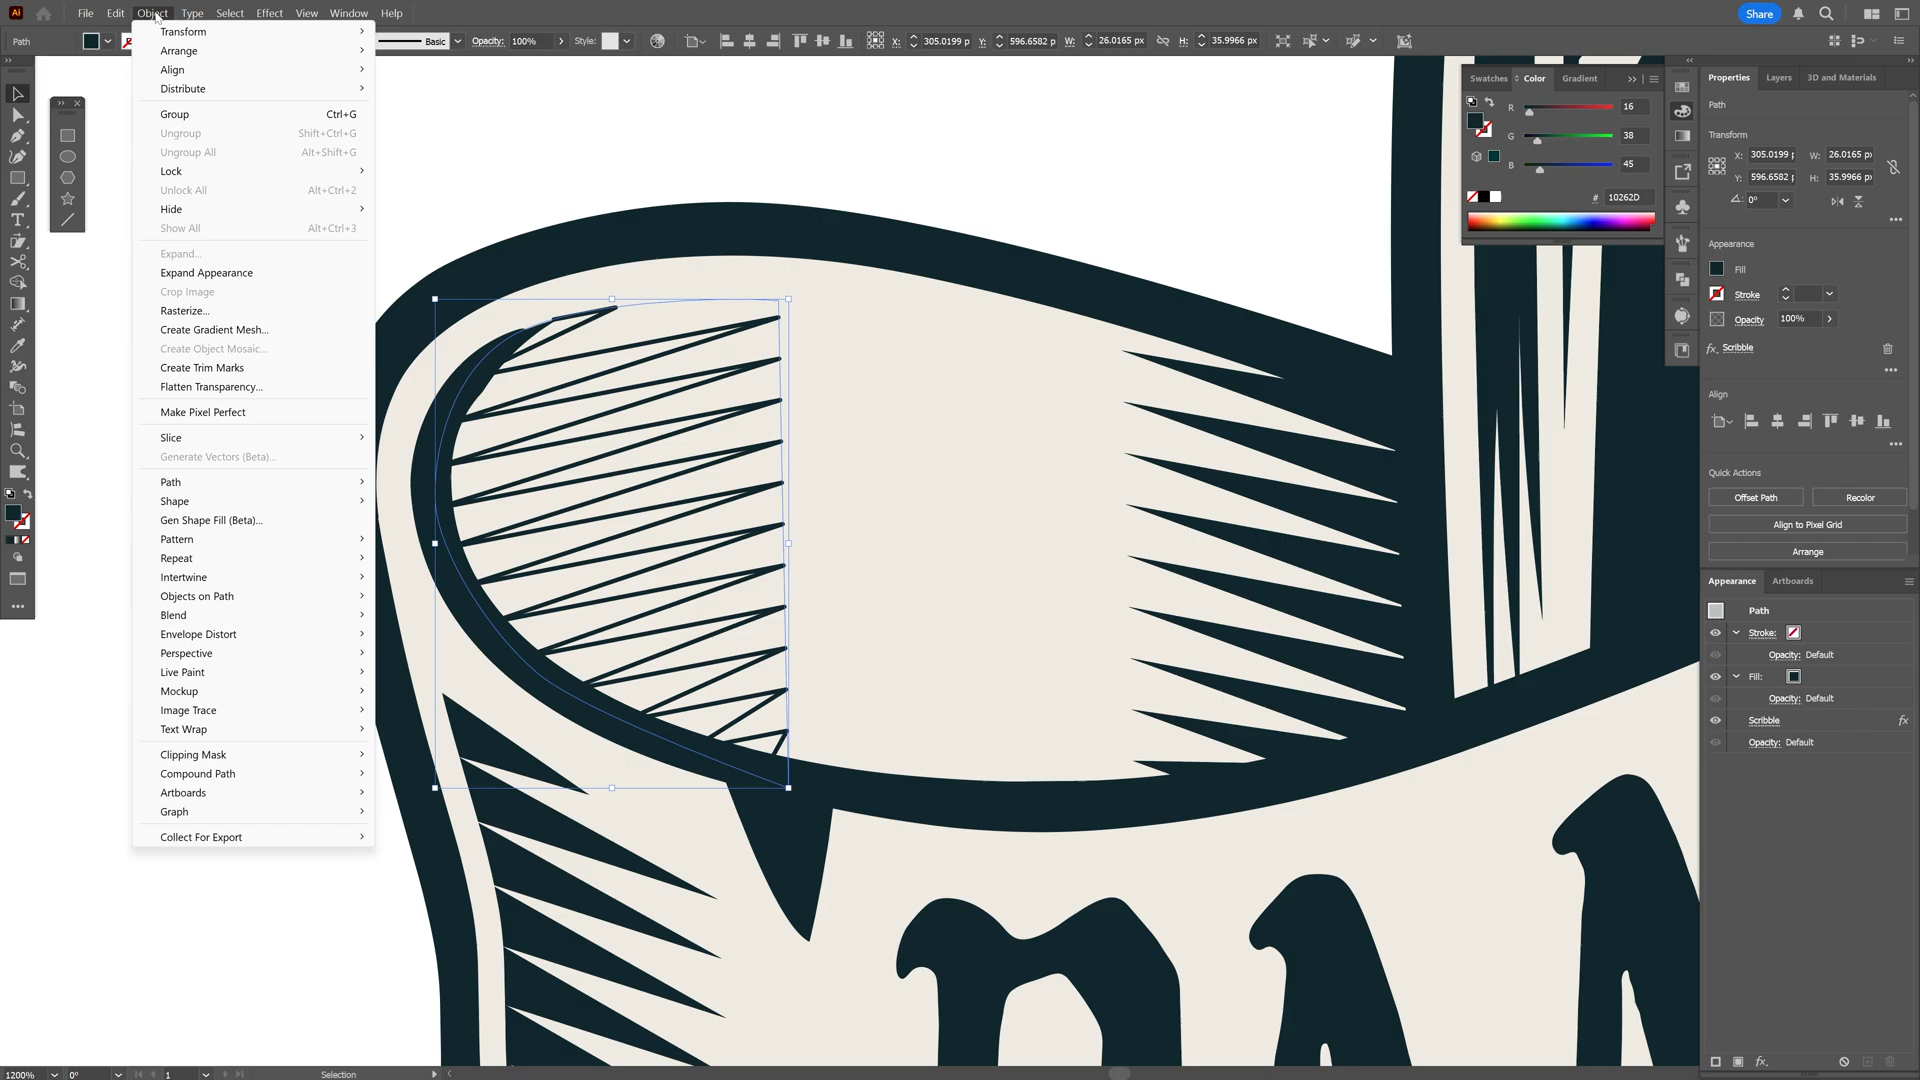 Ai File Edit Object Type Select Effect View Window Help Share
Path Basic Opacity: 100% Style: X: 305.0199 p Y: 596.6582 p W: 26.0165 px H: 35.9966 px
Transform
Arrange
Align
Distribute
Group Ctrl+G
Ungroup Shift+Ctrl+G
Ungroup All Alt+Shift+G
Lock
Unlock All Alt+Ctrl+2
Hide
Show All Alt+Ctrl+3
Expand...
Expand Appearance
Crop Image
Rasterize...
Create Gradient Mesh...
Create Object Mosaic...
Create Trim Marks
Flatten Transparency...
Make Pixel Perfect
Slice
Generate Vectors (Beta)...
Path
Shape
Gen Shape Fill (Beta)...
Pattern
Repeat
Intertwine
Objects on Path
Blend
Envelope Distort
Perspective
Live Paint
Mockup
Image Trace
Text Wrap
Clipping Mask
Compound Path
Artboards
Graph
Collect For Export
Swatches Color Gradient
R 16
G 38
B 45
# 10262D
Properties Layers 3D and Materials
Path
Transform
X: 305.0199 p W: 26.0165 px
Y: 596.6582 p H: 35.9966 px
0°
Appearance
Fill
Stroke
Opacity 100%
fx. Scribble
Align
Quick Actions
Offset Path Recolor
Align to Pixel Grid
Arrange
Appearance Artboards
Path
Stroke:
Opacity: Default
Fill:
Opacity: Default
Scribble fx
Opacity: Default
fx.
1200% 0° 1 Selection